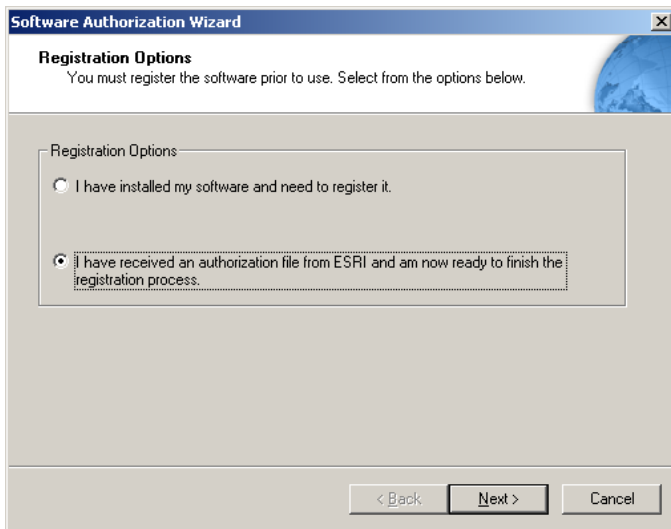 Software Authorization Wizard
Registration Options
You must register the software prior to use. Select from the options below.
Registration Options
I have installed my software and need to register it.
I have received an authorization file from ESRI and am now ready to finish the
registration process.
< Back
Next >
Cancel